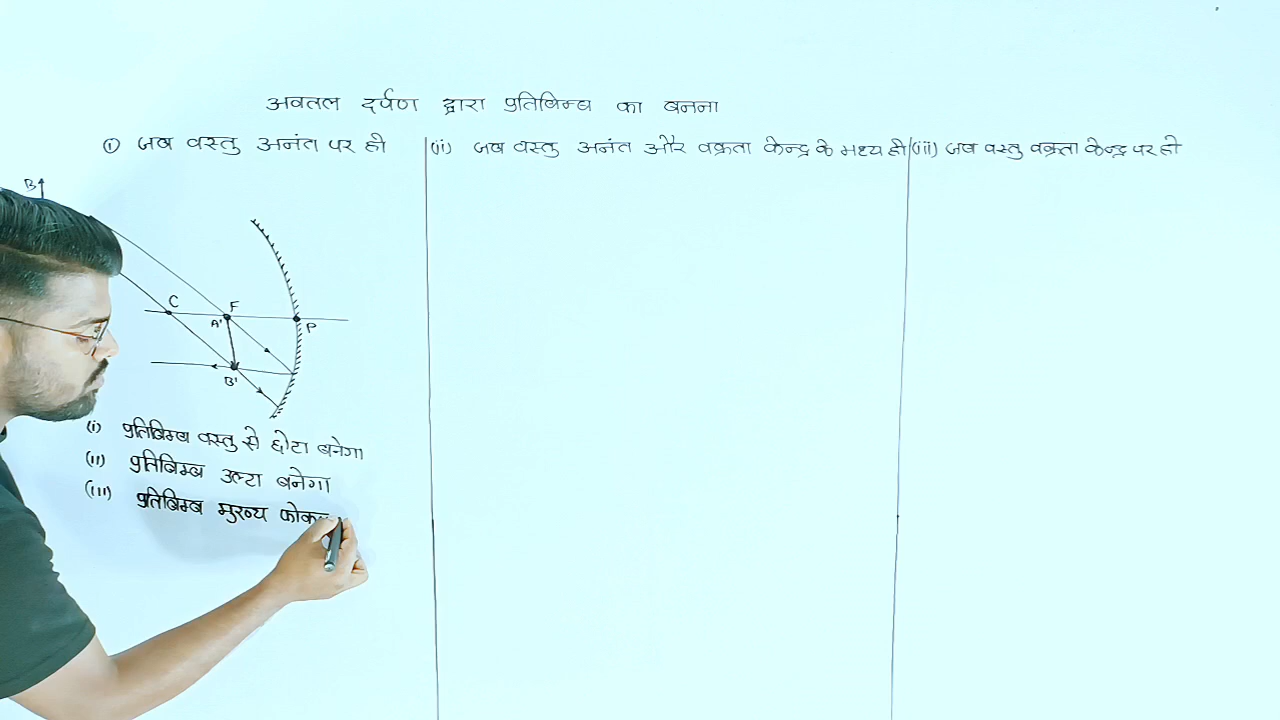 अवतल दर्पण द्वारा प्रतिबिम्ब का बनना
(i) जब वस्तु अनंत पर हो
(ii) जब वस्तु अनंत और वक्रता केन्द्र के मध्य हो
(iii) जब वस्तु वक्रता केन्द्र पर हो
B
C
F
A'
P
B'
(i) प्रतिबिम्ब वस्तु से छोटा बनेगा
(ii) प्रतिबिम्ब उल्टा बनेगा
(iii) प्रतिबिम्ब मुख्य